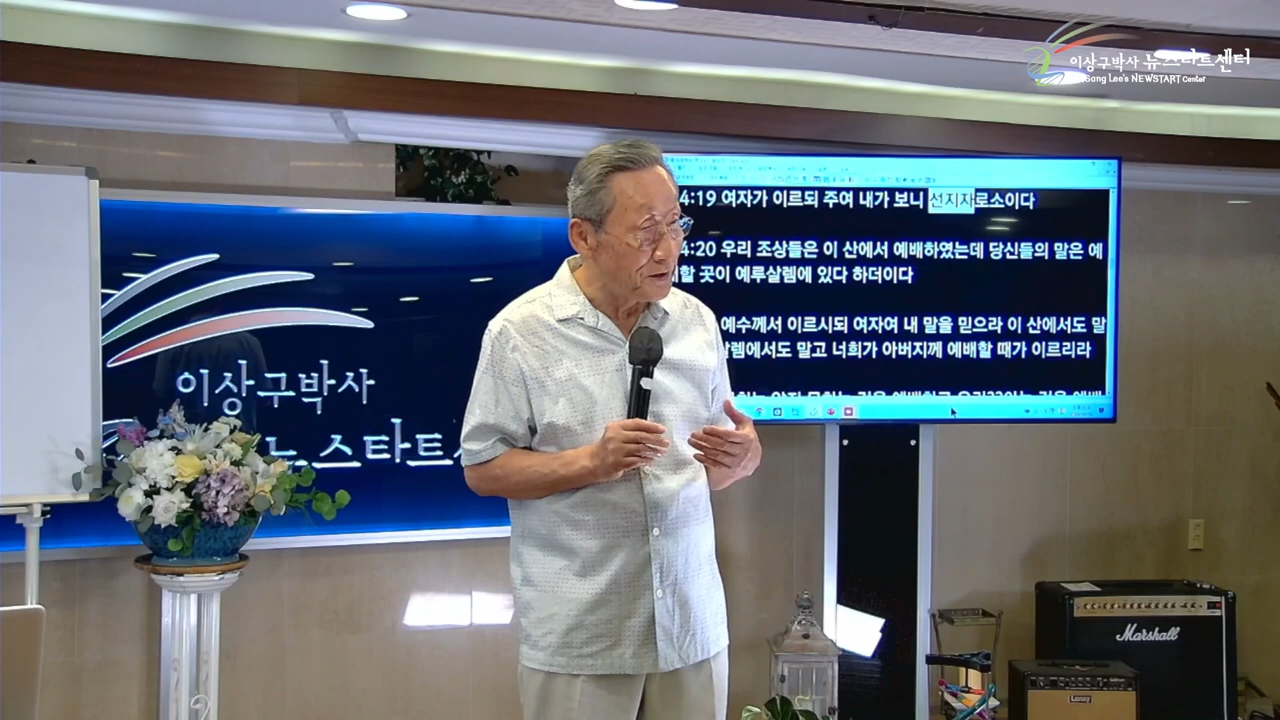 이상구박사 뉴스타트센터
Sang Lee's NEWSTART Center
4:19 여자가 이르되 주여 내가 보니 선지자로소이다
4:20 우리 조상들은 이 산에서 예배하였는데 당신들의 말은 예
할 곳이 예루살렘에 있다 하더이다
예수께서 이르시되 여자여 내 말을 믿으라 이 산에서도 말
렘에서도 말고 너희가 아버지께 예배할 때가 이르리라
이상구박사
뉴스타트
Marshall
Laney